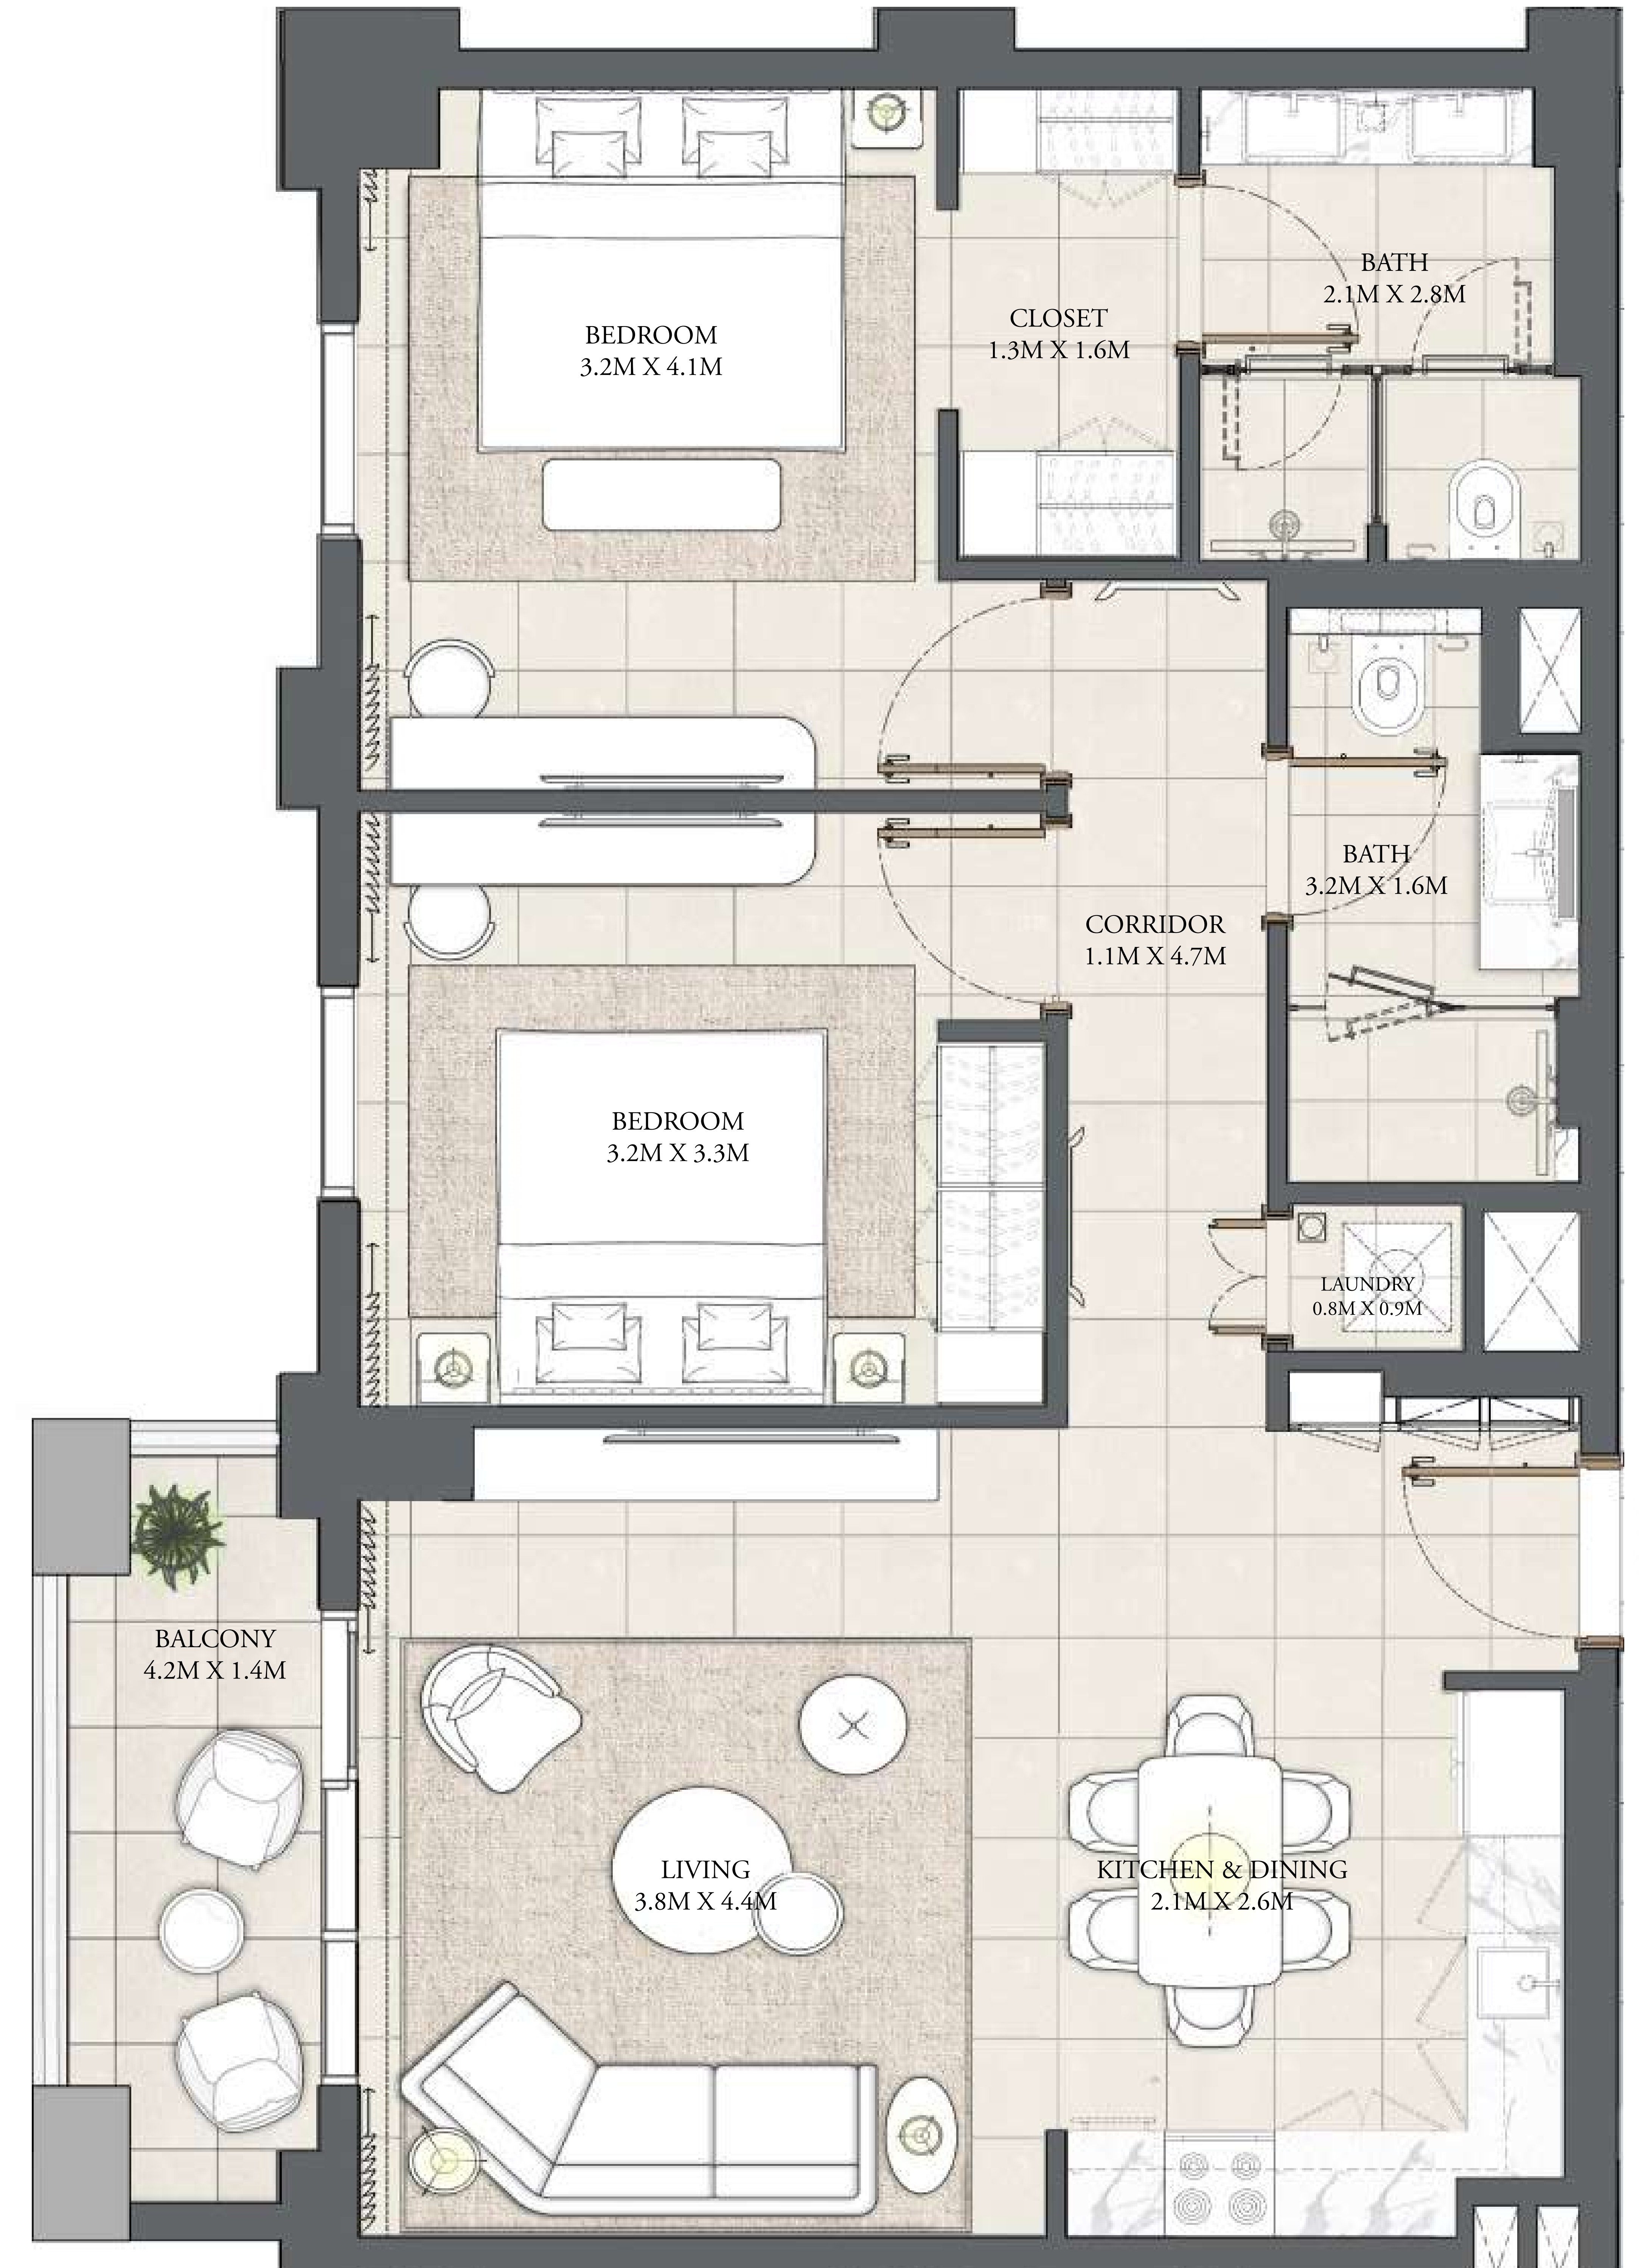 BATH
2.1M X 2.8M
CLOSET
1.3M X 1.6M
BEDROOM
3.2M X 4.1M
BATH
3.2M X 1.6M
CORRIDOR
1.1M X 4.7M
BEDROOM
3.2M X 3.3M
LAUNDRY
0.8M X 0.9M
BALCONY
4.2M X 1.4M
LIVING
3.8M X 4.4M
KITCHEN & DINING
2.1M X 2.6M